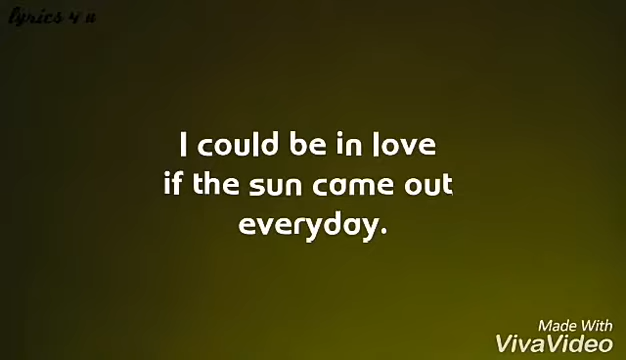 lyrics 4 u
I could be in love
if the sun came out
everyday.
Made With
VivaVideo